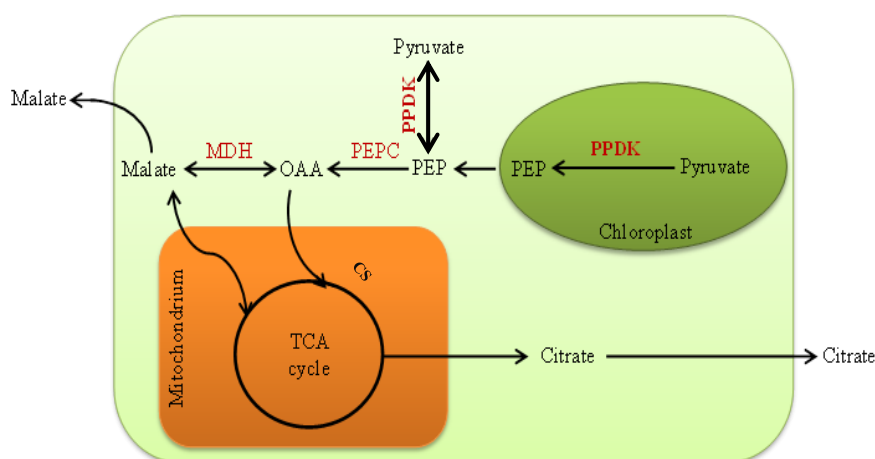 Pyruvate
Malate
PPDK
MDH
PEPC
PPDK
Malate
OAA
PEP
PEP
Pyruvate
Chloroplast
Mitochondrium
CS
TCA
cycle
Citrate
Citrate